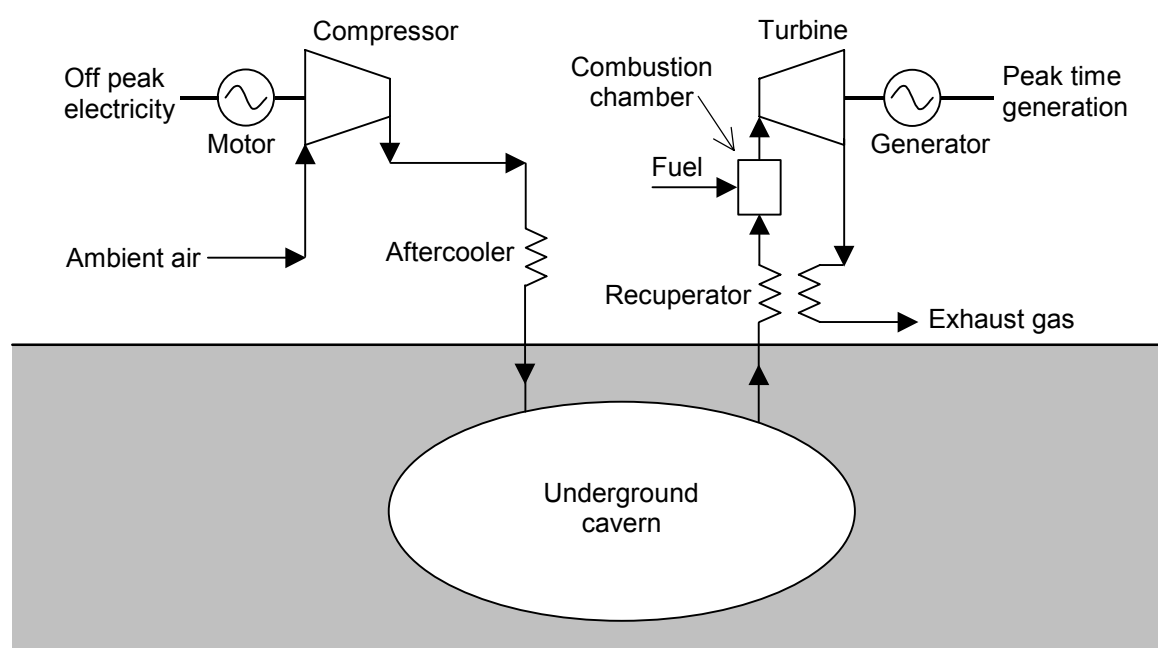 Compressor
Turbine
Off peak
electricity
Motor
Combustion
chamber
Peak time
generation
Generator
Fuel
Ambient air
Aftercooler
Recuperator
Exhaust gas
Underground
cavern